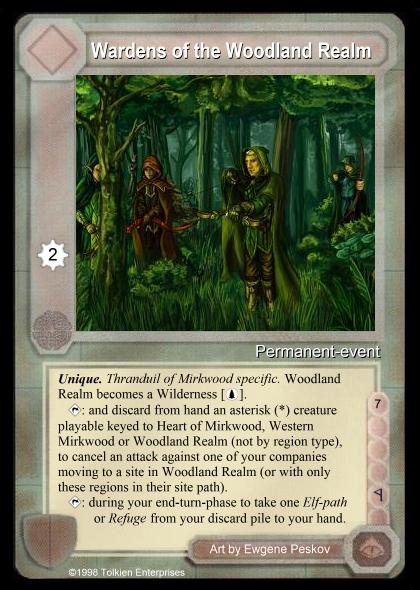 Wardens of the Woodland Realm
2
Permanent-event
Unique. Thranduil of Mirkwood specific. Woodland
Realm becomes a Wilderness [ ].
: and discard from hand an asterisk (*) creature
playable keyed to Heart of Mirkwood, Western
Mirkwood or Woodland Realm (not by region type),
to cancel an attack against one of your companies
moving to a site in Woodland Realm (or with only
these regions in their site path).
: during your end-turn-phase to take one Elf-path
or Refuge from your discard pile to your hand.
7
Art by Ewgene Peskov
©1998 Tolkien Enterprises